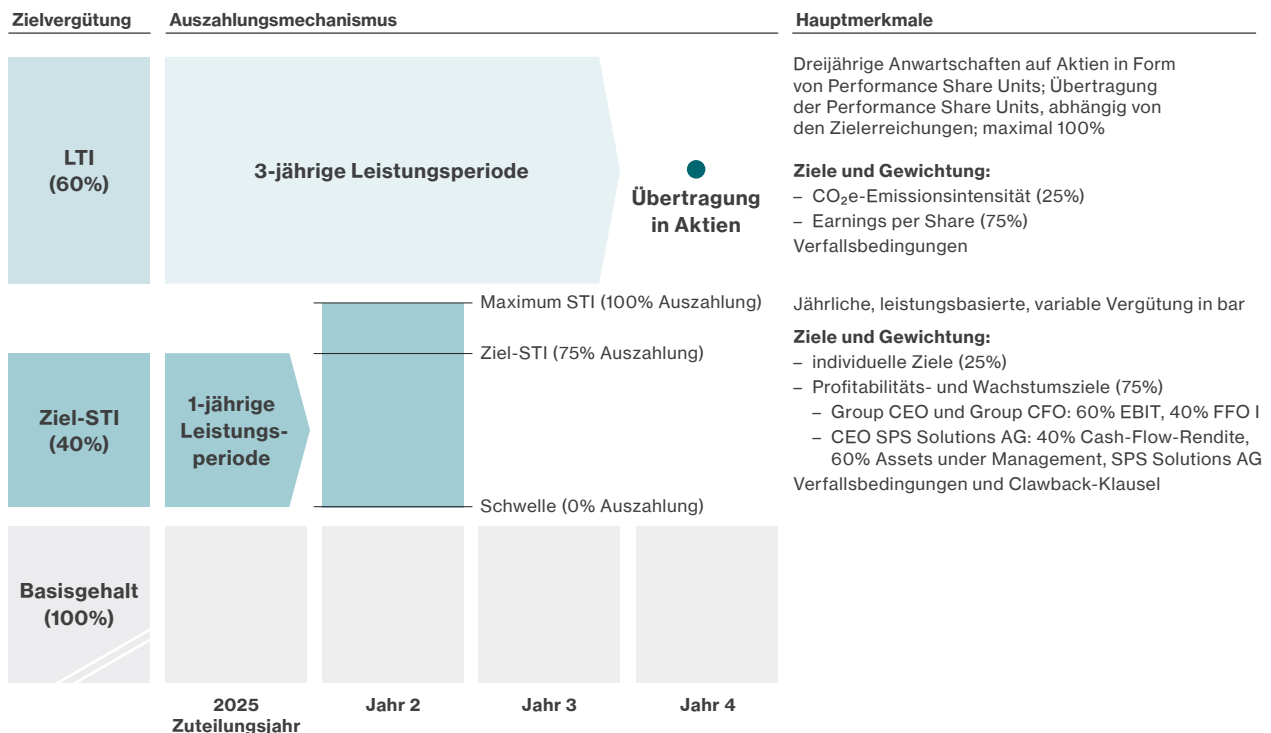 Zielvergütung
Auszahlungsmechanismus
Hauptmerkmale
LTI
(60%)
3-jährige Leistungsperiode
Übertragung
in Aktien
Dreijährige Anwartschaften auf Aktien in Form
von Performance Share Units; Übertragung
der Performance Share Units, abhängig von
den Zielerreichungen; maximal 100%
Ziele und Gewichtung:
– CO₂e-Emissionsintensität (25%)
– Earnings per Share (75%)
Verfallsbedingungen
Ziel-STI
(40%)
1-jährige
Leistungs-
periode
Maximum STI (100% Auszahlung)
Ziel-STI (75% Auszahlung)
Schwelle (0% Auszahlung)
Jährliche, leistungsbasierte, variable Vergütung in bar
Ziele und Gewichtung:
– individuelle Ziele (25%)
– Profitabilitäts- und Wachstumsziele (75%)
– Group CEO und Group CFO: 60% EBIT, 40% FFO I
– CEO SPS Solutions AG: 40% Cash-Flow-Rendite,
60% Assets under Management, SPS Solutions AG
Verfallsbedingungen und Clawback-Klausel
Basisgehalt
(100%)
2025
Zuteilungsjahr
Jahr 2
Jahr 3
Jahr 4